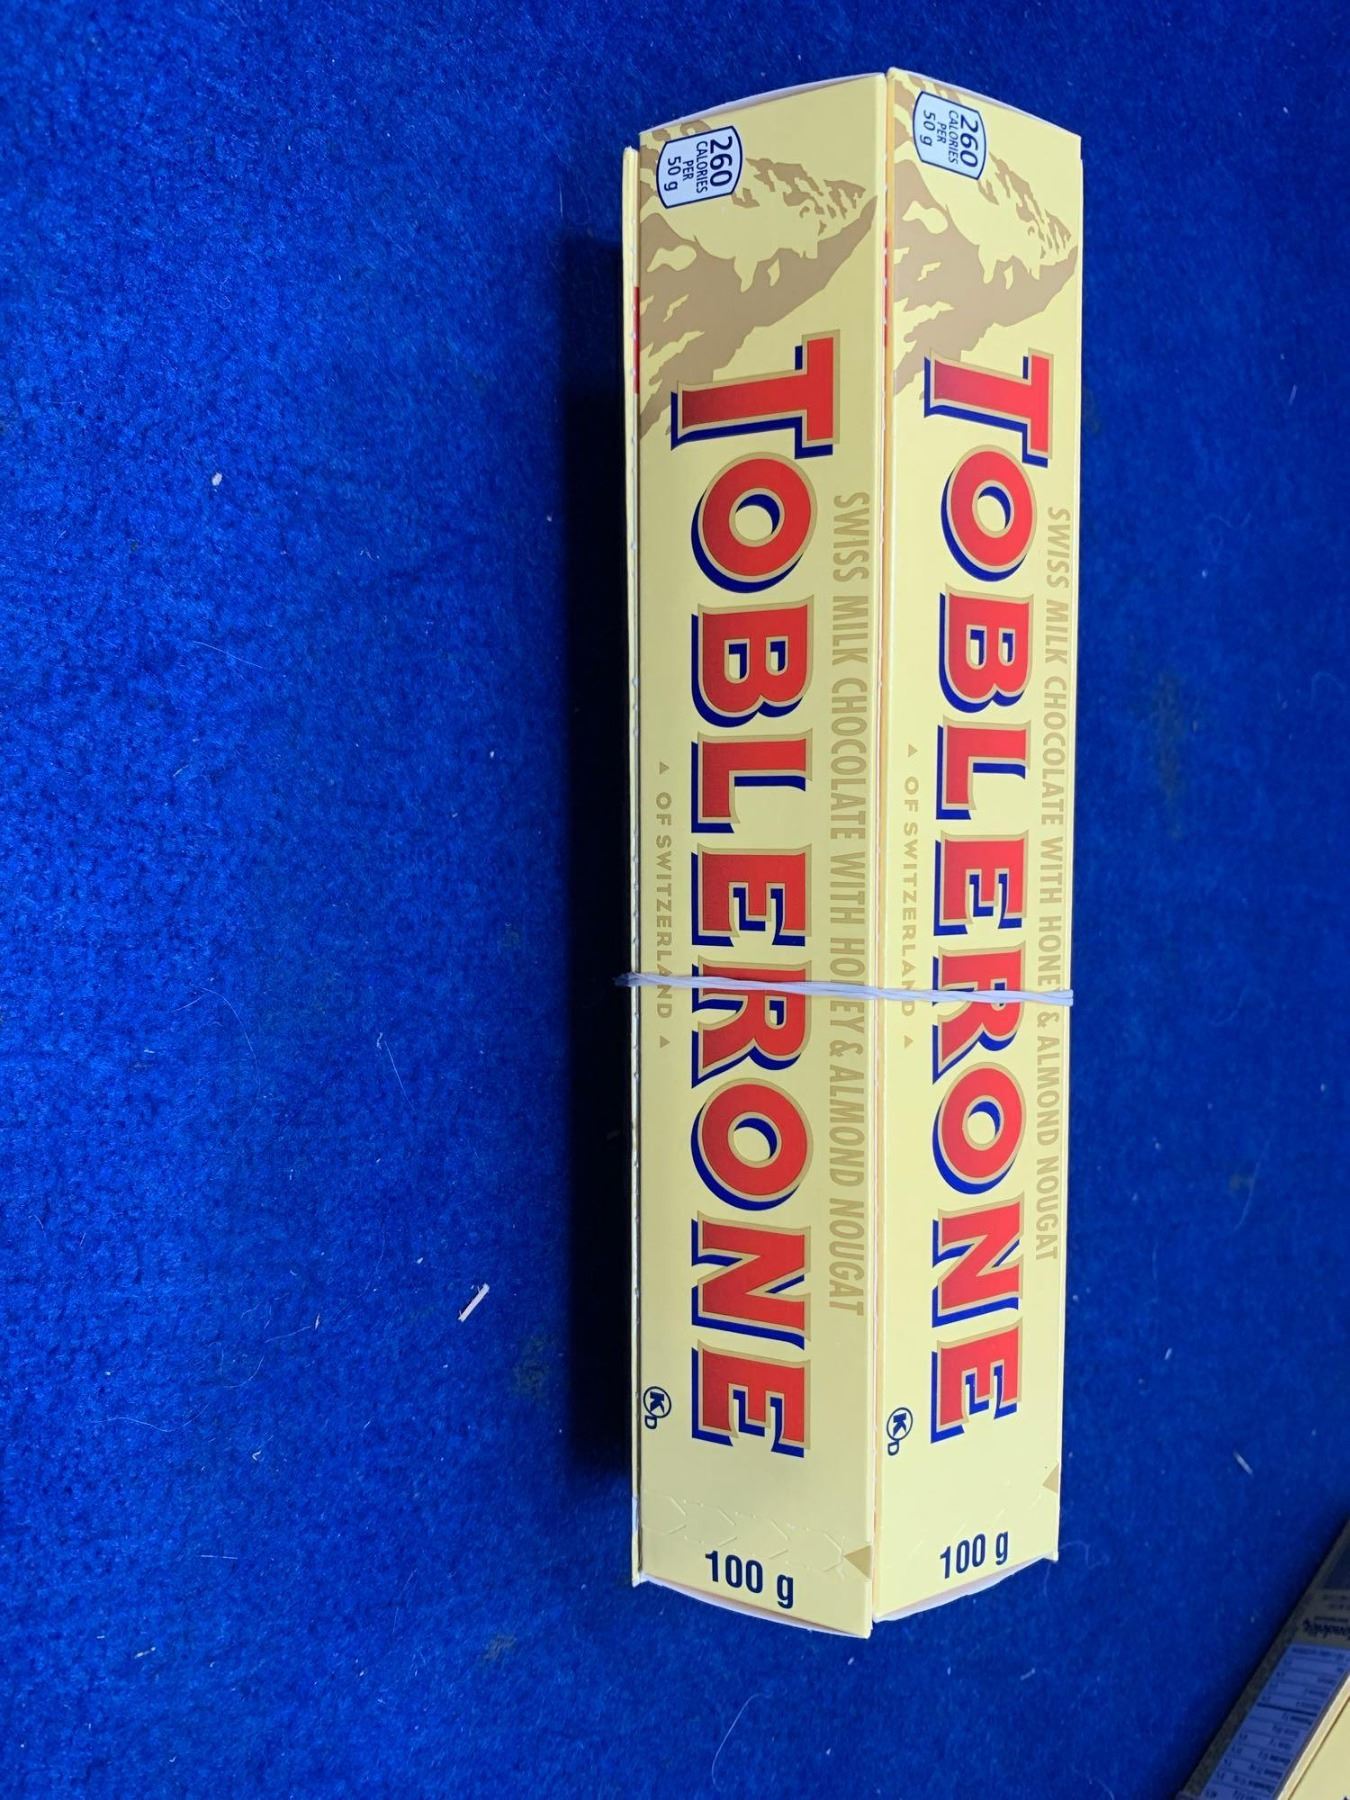 260
CALORIES
PER
50 g
TOBLERONE
SWISS MILK CHOCOLATE WITH HONEY & ALMOND NOUGAT
OF SWITZERLAND
K D
100 g
260
CALORIES
PER
50 g
TOBLERONE
SWISS MILK CHOCOLATE WITH HONEY & ALMOND NOUGAT
OF SWITZERLAND
K D
100 g